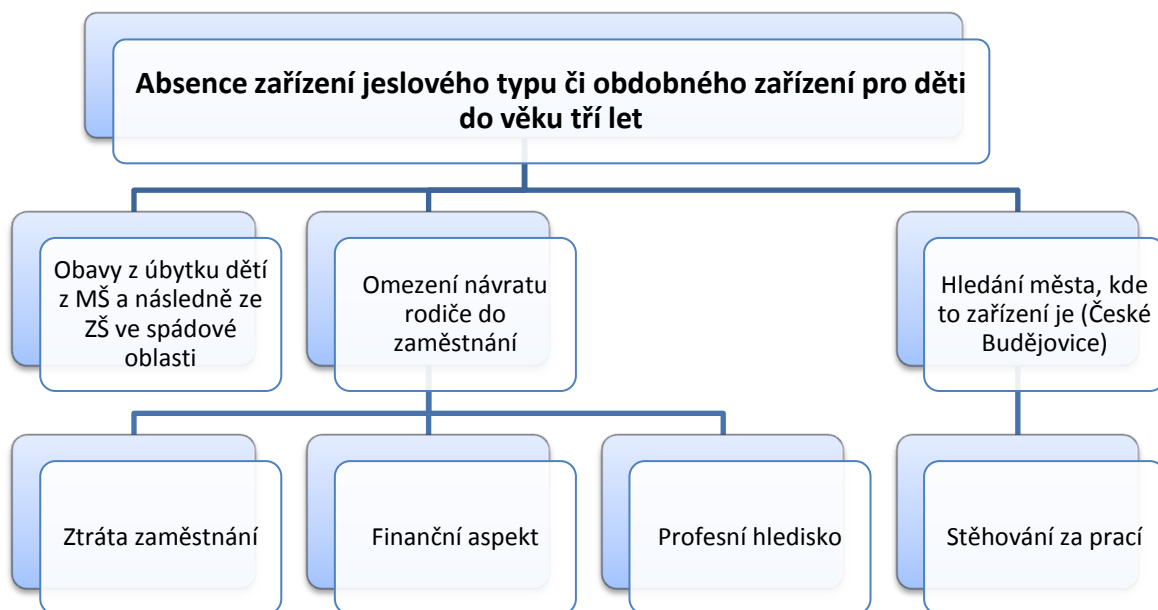 Absence zařízení jeslového typu či obdobného zařízení pro děti
do věku tří let
Obavy z úbytku dětí
z MŠ a následně ze
ZŠ ve spádové
oblasti
Omezení návratu
rodiče do
zaměstnání
Hledání města, kde
to zařízení je (České
Budějovice)
Ztráta zaměstnání
Finanční aspekt
Profesní hledisko
Stěhování za prací